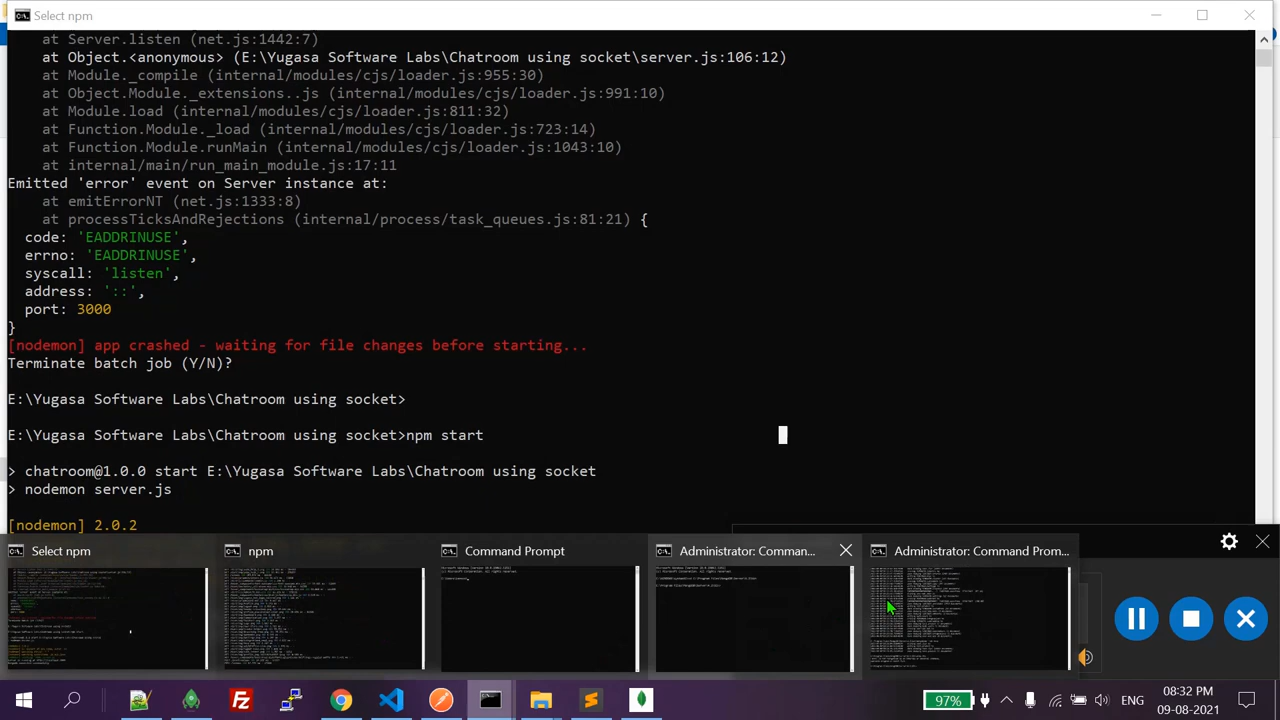 Select npm
at Server.listen (net.js:1442:7)
at Object.<anonymous> (E:\Yugasa Software Labs\Chatroom using socket\server.js:106:12)
at Module._compile (internal/modules/cjs/loader.js:955:30)
at Object.Module._extensions..js (internal/modules/cjs/loader.js:991:10)
at Module.load (internal/modules/cjs/loader.js:811:32)
at Function.Module._load (internal/modules/cjs/loader.js:723:14)
at Function.Module.runMain (internal/modules/cjs/loader.js:1043:10)
at internal/main/run_main_module.js:17:11
Emitted 'error' event on Server instance at:
at emitErrorNT (net.js:1333:8)
at processTicksAndRejections (internal/process/task_queues.js:81:21) {
code: 'EADDRINUSE',
errno: 'EADDRINUSE',
syscall: 'listen',
address: '::',
port: 3000
}
[nodemon] app crashed - waiting for file changes before starting...
Terminate batch job (Y/N)?
E:\Yugasa Software Labs\Chatroom using socket>
E:\Yugasa Software Labs\Chatroom using socket>npm start
> chatroom@1.0.0 start E:\Yugasa Software Labs\Chatroom using socket
> nodemon server.js
[nodemon] 2.0.2
Select npm
npm
Command Prompt
Administrator: Comman...
Administrator: Command Prom...
97%
ENG
08:32 PM
09-08-2021